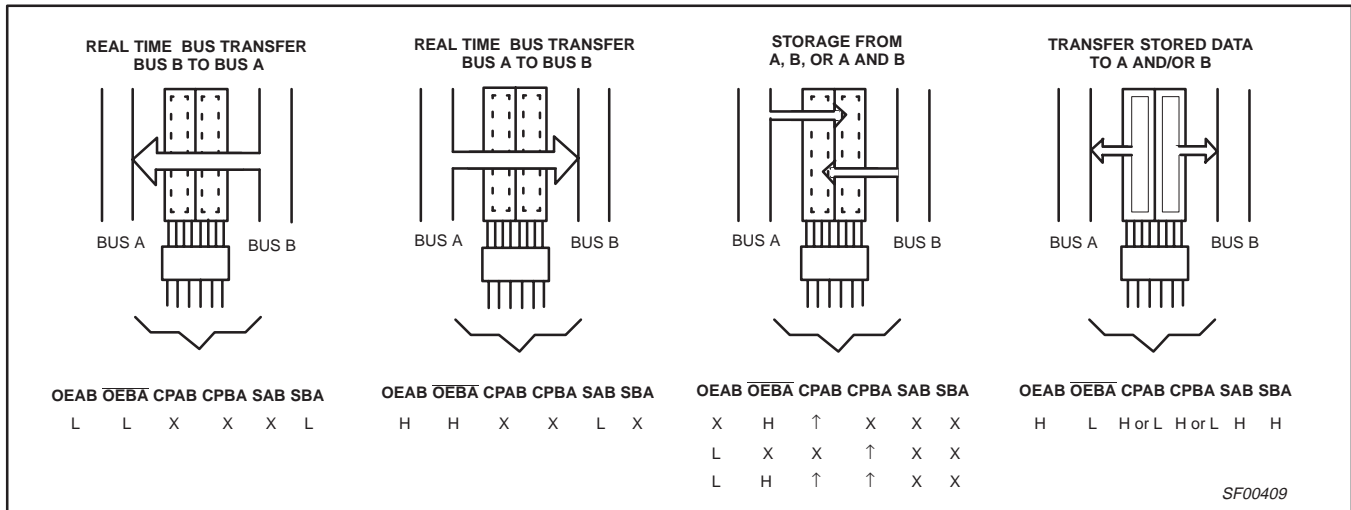 REAL TIME BUS TRANSFER
BUS B TO BUS A
BUS A
BUS B
OEAB OEBA CPAB CPBA SAB SBA
L L X X X L
REAL TIME BUS TRANSFER
BUS A TO BUS B
BUS A
BUS B
OEAB OEBA CPAB CPBA SAB SBA
H H X X L X
STORAGE FROM
A, B, OR A AND B
BUS A
BUS B
OEAB OEBA CPAB CPBA SAB SBA
X H ↑ X X X
L X X ↑ X X
L H ↑ ↑ X X
TRANSFER STORED DATA
TO A AND/OR B
BUS A
BUS B
OEAB OEBA CPAB CPBA SAB SBA
H L H or L H or L H H
SF00409